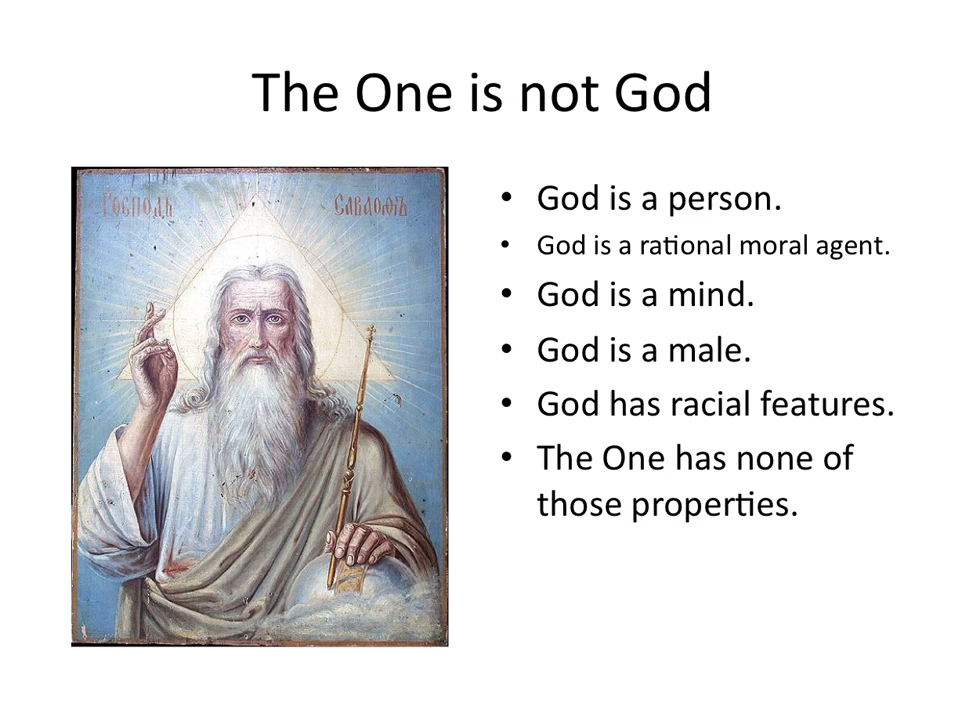 The One is not God
Господь Саваоѳъ
• God is a person.
• God is a rational moral agent.
• God is a mind.
• God is a male.
• God has racial features.
• The One has none of
those properties.